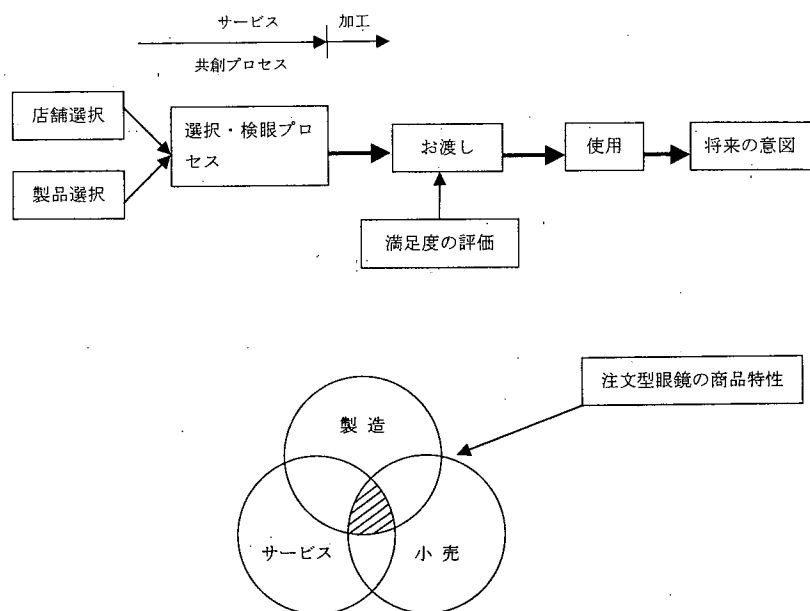 サービス
加工
共創プロセス
店舗選択
製品選択
選択・検眼プロ
セス
お渡し
使用
将来の意図
満足度の評価
注文型眼鏡の商品特性
製 造
サービス
小 売